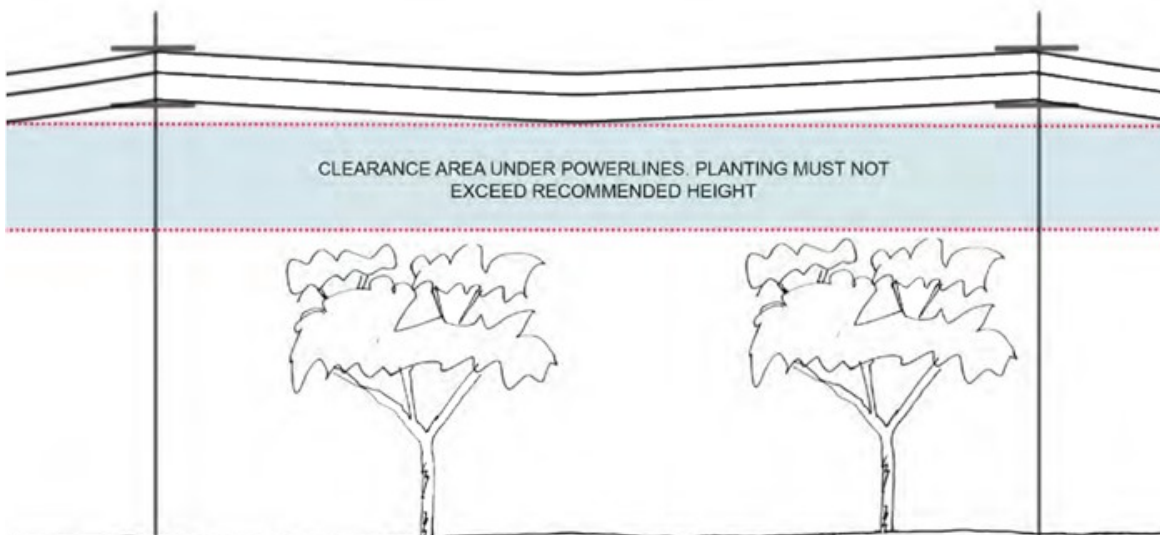 CLEARANCE AREA UNDER POWERLINES. PLANTING MUST NOT
EXCEED RECOMMENDED HEIGHT